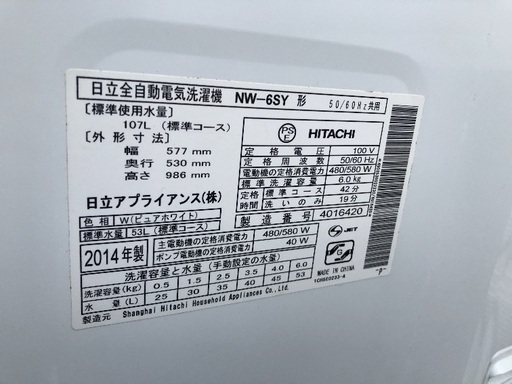 日立全自動電気洗濯機 NW-6SY 形 50/60Hz共用
[標準使用水量]
107L (標準コース)
[外形寸法]
幅 577 mm
奥行 530 mm
高さ 986 mm
日立アプライアンス(株)
色相 W(ピュアホワイト)
標準水量 53L (標準コース)
2014年製
PS E HITACHI
定格電圧 100 V
定格周波数 50/60 Hz
電動機の定格消費電力 480/580 W
標準洗濯容量 6.0kg
定格時間 標準コース 42分
洗いのみ 19分
製造番号 4016420
主電動機の定格消費電力 480/580 W
ポンプ電動機の定格消費電力 40 W
JET
洗濯容量と水量 (手動設定の水量)
洗濯容量(kg) 0.5 1.5 2.5 3.5 4.0 6.0
水量(L) 25 30 35 40 45 53
製造元 Shanghai Hitachi Household Appliances Co.,Ltd.
MADE IN CHINA
-P-